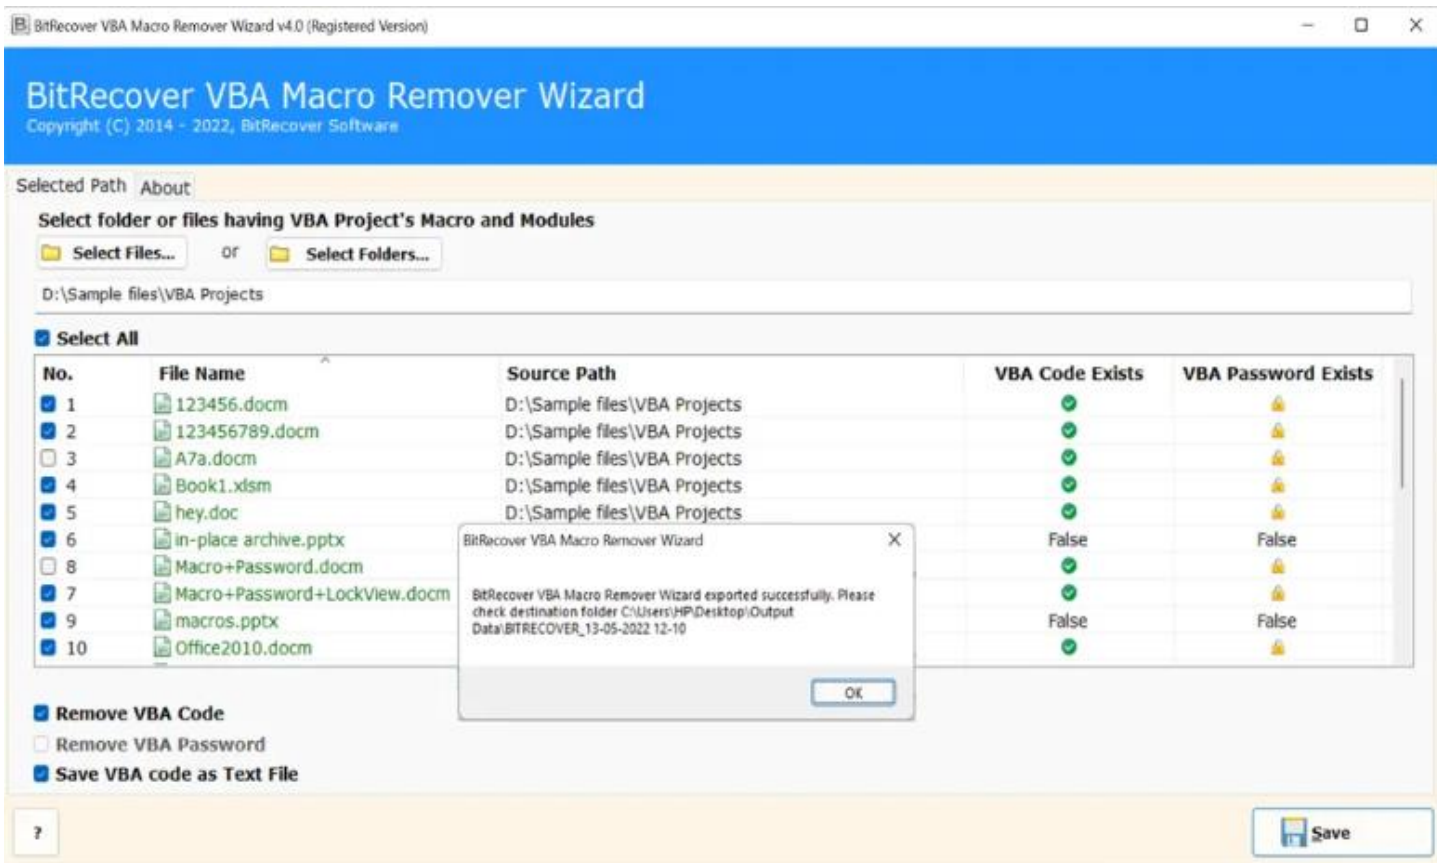 BitRecover VBA Macro Remover Wizard v4.0 (Registered Version)
BitRecover VBA Macro Remover Wizard
Copyright (C) 2014 - 2022, BitRecover Software
Selected Path About
Select folder or files having VBA Project's Macro and Modules
Select Files... or Select Folders...
D:\Sample files\VBA Projects
Select All
No. File Name Source Path VBA Code Exists VBA Password Exists
1 123456.docm D:\Sample files\VBA Projects
2 123456789.docm D:\Sample files\VBA Projects
3 A7a.docm D:\Sample files\VBA Projects
4 Book1.xlsm D:\Sample files\VBA Projects
5 hey.doc D:\Sample files\VBA Projects
6 in-place archive.pptx False False
8 Macro+Password.docm
7 Macro+Password+LockView.docm
9 macros.pptx False False
10 Office2010.docm
BitRecover VBA Macro Remover Wizard
BitRecover VBA Macro Remover Wizard exported successfully. Please
check destination folder C:\Users\HP\Desktop\Output
Data\BITRECOVER_13-05-2022 12-10
OK
Remove VBA Code
Remove VBA Password
Save VBA code as Text File
? Save